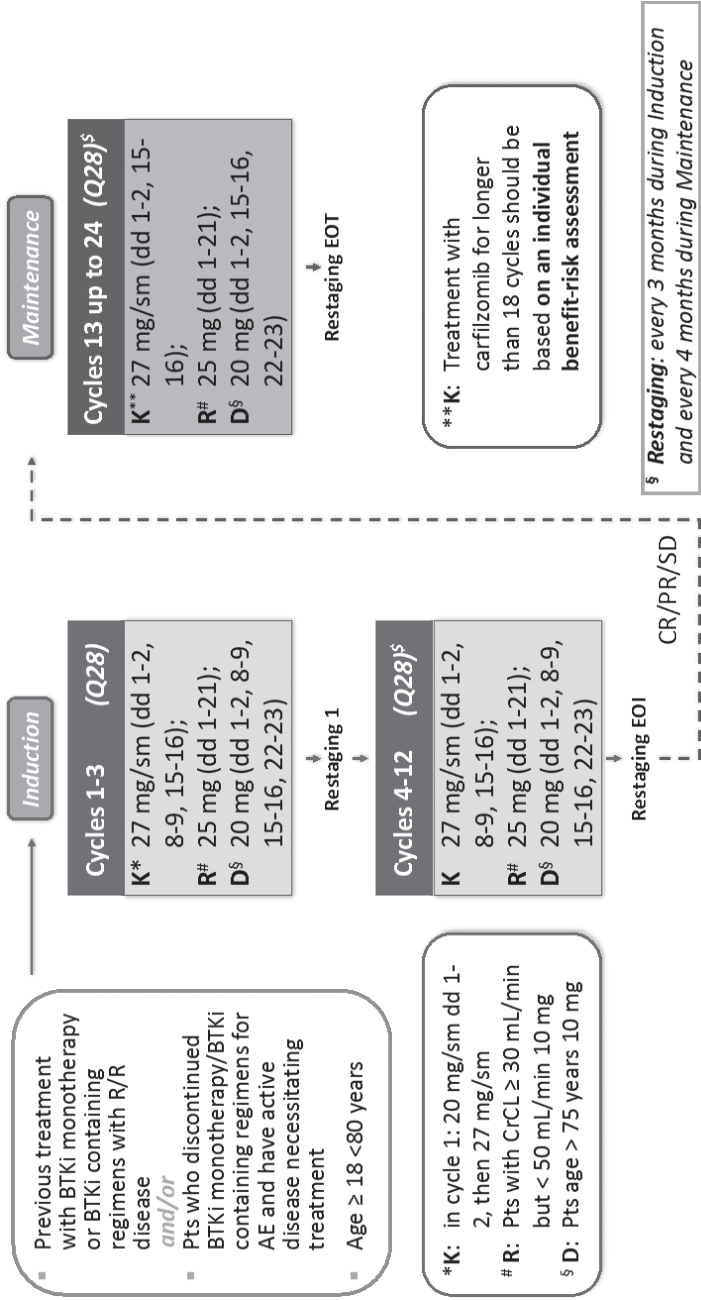 Previous treatment
with BTKi monotherapy
or BTKi containing
regimens with R/R
disease
and/or
Pts who discontinued
BTKi monotherapy/BTKi
containing regimens for
AE and have active
disease necessitating
treatment
Age ≥ 18 <80 years
*K: in cycle 1: 20 mg/sm dd 1-
2, then 27 mg/sm
# R: Pts with CrCL ≥ 30 mL/min
but < 50 mL/min 10 mg
§ D: Pts age > 75 years 10 mg
Induction
Cycles 1-3 (Q28)
K* 27 mg/sm (dd 1-2,
8-9, 15-16);
R# 25 mg (dd 1-21);
D§ 20 mg (dd 1-2, 8-9,
15-16, 22-23)
Restaging 1
Cycles 4-12 (Q28)$
K 27 mg/sm (dd 1-2,
8-9, 15-16);
R# 25 mg (dd 1-21);
D§ 20 mg (dd 1-2, 8-9,
15-16, 22-23)
Restaging EOI
CR/PR/SD
Maintenance
Cycles 13 up to 24 (Q28)$
K** 27 mg/sm (dd 1-2, 15-
16);
R# 25 mg (dd 1-21);
D§ 20 mg (dd 1-2, 15-16,
22-23)
Restaging EOT
**K: Treatment with
carfilzomib for longer
than 18 cycles should be
based on an individual
benefit-risk assessment
§ Restaging: every 3 months during Induction
and every 4 months during Maintenance